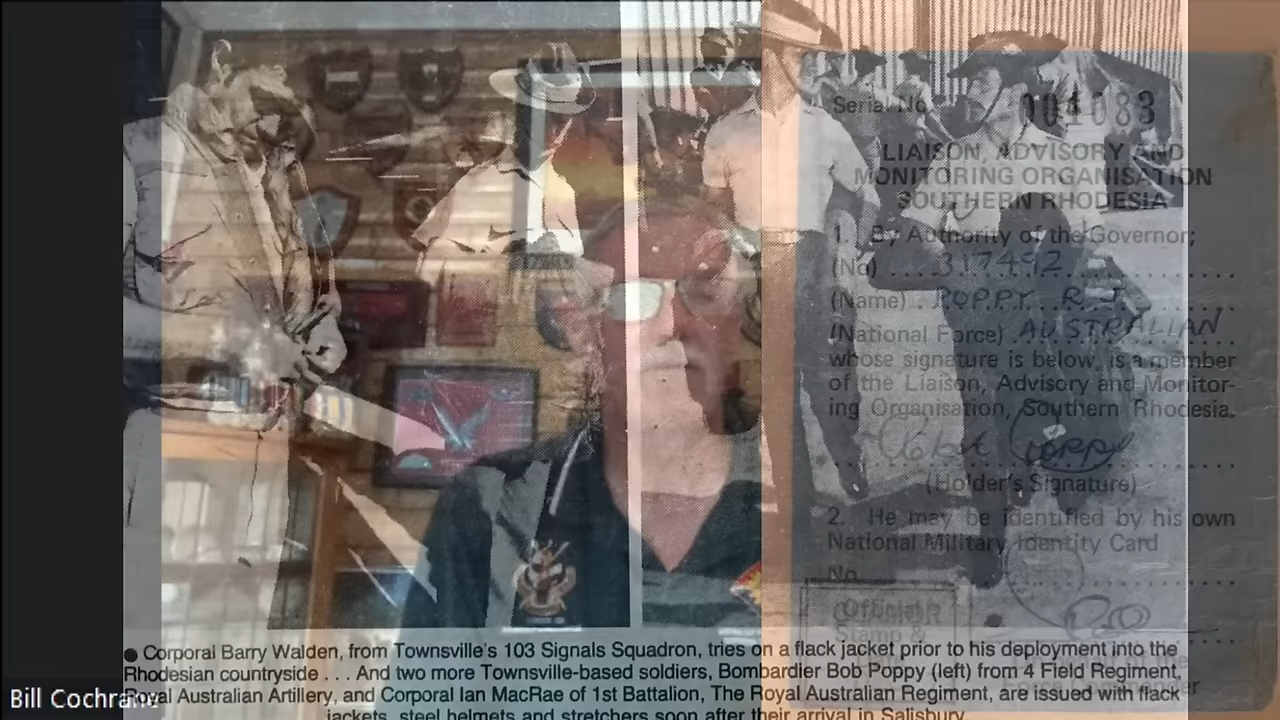 Serial No. 001083
LIAISON, ADVISORY AND
MONITORING ORGANISATION
SOUTHERN RHODESIA
1. By Authority of the Governor;
(No) .... 317492
(Name) . POPPY R.J.
(National Force) AUSTRALIAN
whose signature is below, is a member
of the Liaison, Advisory and Monitor-
ing Organisation, Southern Rhodesia.
(Holder's Signature)
2. He may be identified by his own
National Military Identity Card
No
Official
Stamp &
● Corporal Barry Walden, from Townsville's 103 Signals Squadron, tries on a flack jacket prior to his deployment into the
Rhodesian countryside . . . And two more Townsville-based soldiers, Bombardier Bob Poppy (left) from 4 Field Regiment,
Royal Australian Artillery, and Corporal Ian MacRae of 1st Battalion, The Royal Australian Regiment, are issued with flack
jackets, steel helmets and stretchers soon after their arrival in Salisbury.
Bill Cochrane